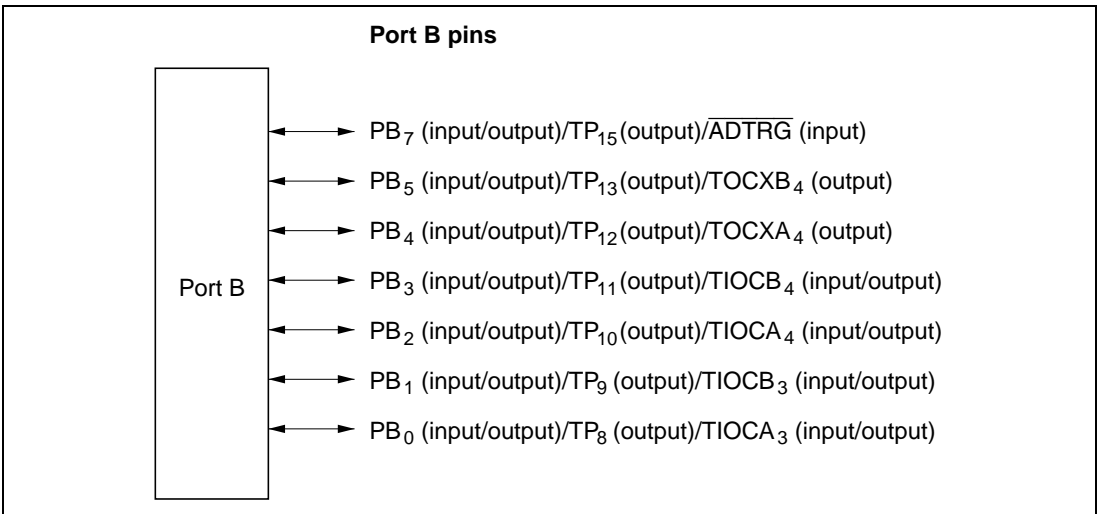 Port B pins
PB₇ (input/output)/TP₁₅(output)/A̅D̅T̅R̅G̅ (input)
PB₅ (input/output)/TP₁₃(output)/TOCXB₄ (output)
PB₄ (input/output)/TP₁₂(output)/TOCXA₄ (output)
Port B
PB₃ (input/output)/TP₁₁(output)/TIOCB₄ (input/output)
PB₂ (input/output)/TP₁₀(output)/TIOCA₄ (input/output)
PB₁ (input/output)/TP₉ (output)/TIOCB₃ (input/output)
PB₀ (input/output)/TP₈ (output)/TIOCA₃ (input/output)